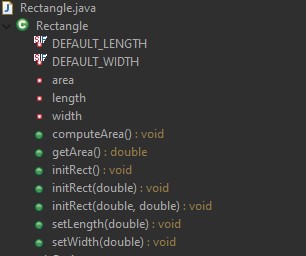 Rectangle.java
Rectangle
DEFAULT_LENGTH
DEFAULT_WIDTH
area
length
width
computeArea() : void
getArea() : double
initRect() : void
initRect(double) : void
initRect(double, double) : void
setLength(double) : void
setWidth(double) : void